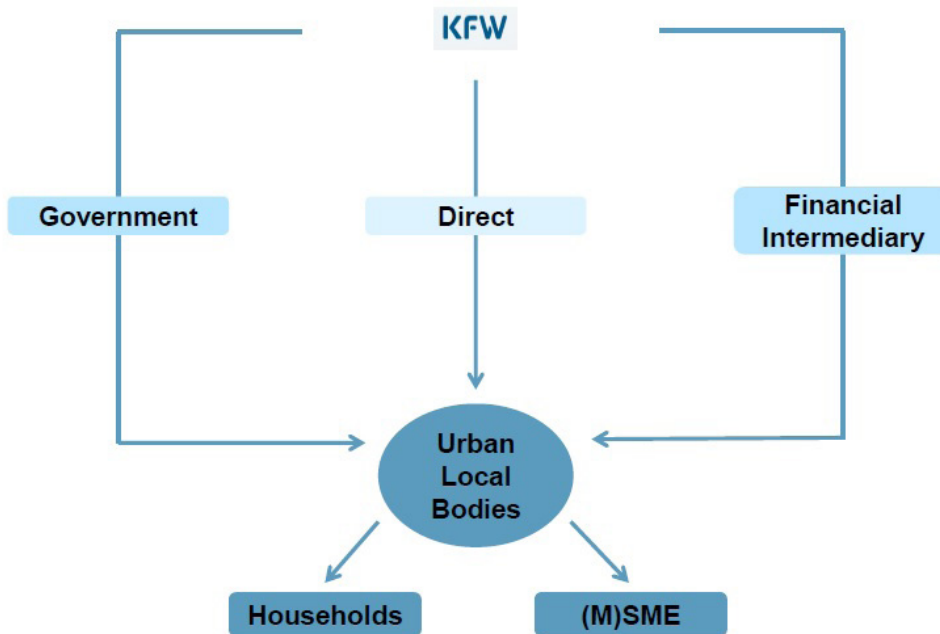 KFW
Government
Direct
Financial
Intermediary
Urban
Local
Bodies
Households
(M)SME